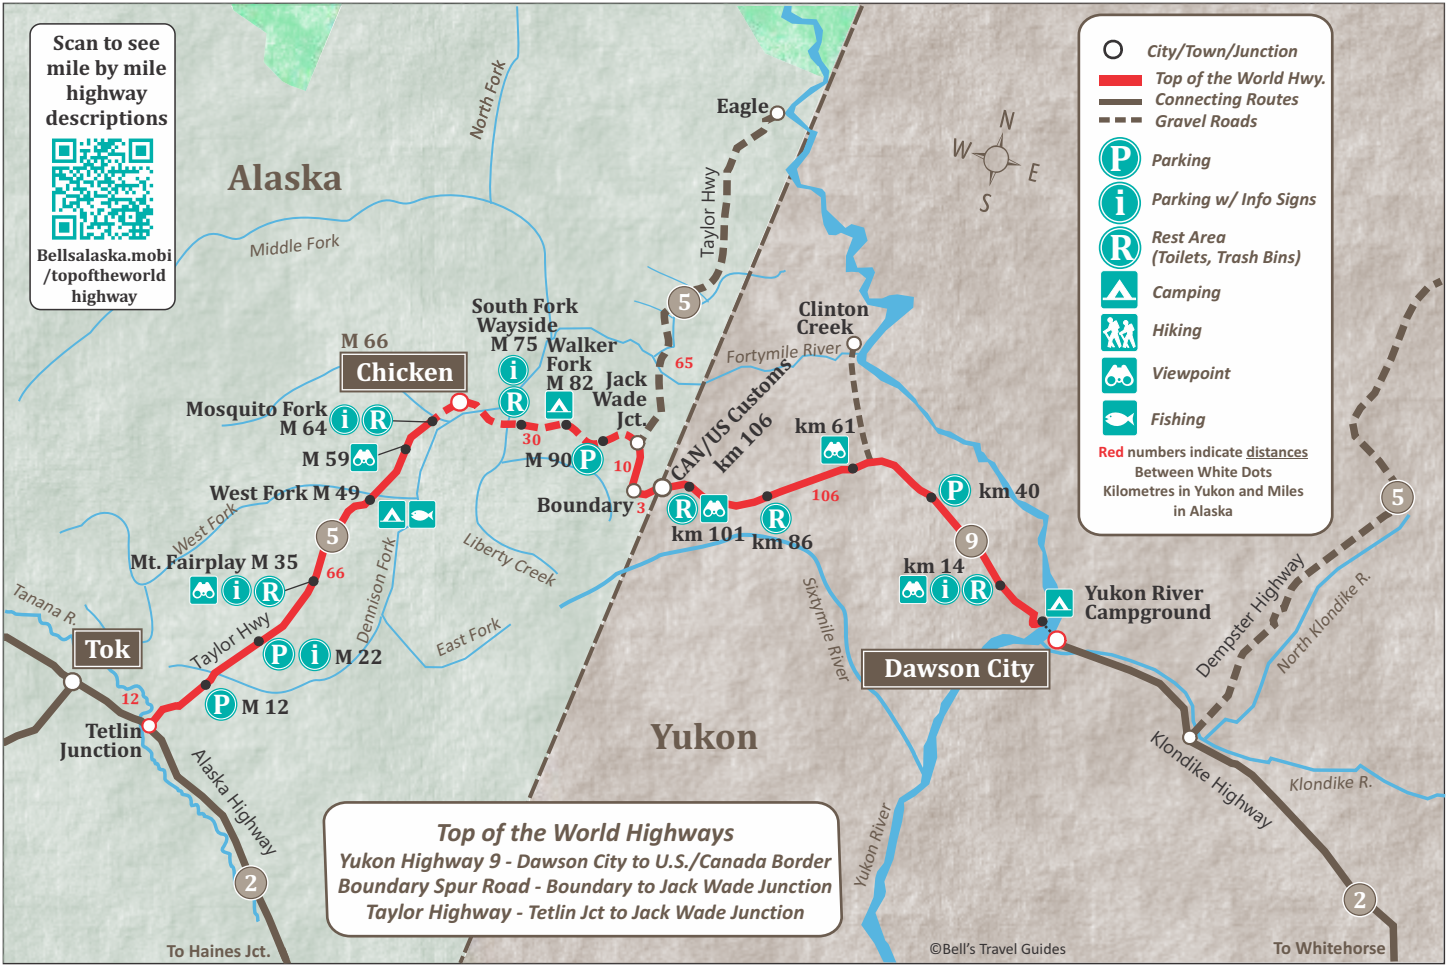 Scan to see
mile by mile
highway
descriptions
Bellsalaska.mobi
/topoftheworld
highway
Alaska
Yukon
North Fork
Middle Fork
Eagle
Taylor Hwy
5
65
N
W
E
S
City/Town/Junction
Top of the World Hwy.
Connecting Routes
Gravel Roads
P
Parking
i
Parking w/ Info Signs
R
Rest Area
(Toilets, Trash Bins)
Camping
Hiking
Viewpoint
Fishing
Red numbers indicate distances
Between White Dots
Kilometres in Yukon and Miles
in Alaska
Clinton
Creek
Fortymile River
South Fork
Wayside
M 75
i
R
Walker
Fork
M 82
Jack
Wade
Jct.
M 66
Chicken
Mosquito Fork
M 64
i
R
M 59
30
M 90
P
10
Boundary
3
CAN/US Customs
km 106
km 61
106
R
km 101
R
km 86
P
km 40
9
km 14
i
R
Yukon River
Campground
Dawson City
West Fork M 49
West Fork
5
66
Mt. Fairplay M 35
i
R
Dennison Fork
Liberty Creek
East Fork
Tanana R.
Tok
12
Taylor Hwy
P
i
M 22
P
M 12
Tetlin
Junction
Alaska Highway
2
To Haines Jct.
Sixtymile River
Yukon River
Dempster Highway
5
North Klondike R.
Klondike Highway
Klondike R.
2
To Whitehorse
Top of the World Highways
Yukon Highway 9 - Dawson City to U.S./Canada Border
Boundary Spur Road - Boundary to Jack Wade Junction
Taylor Highway - Tetlin Jct to Jack Wade Junction
©Bell's Travel Guides